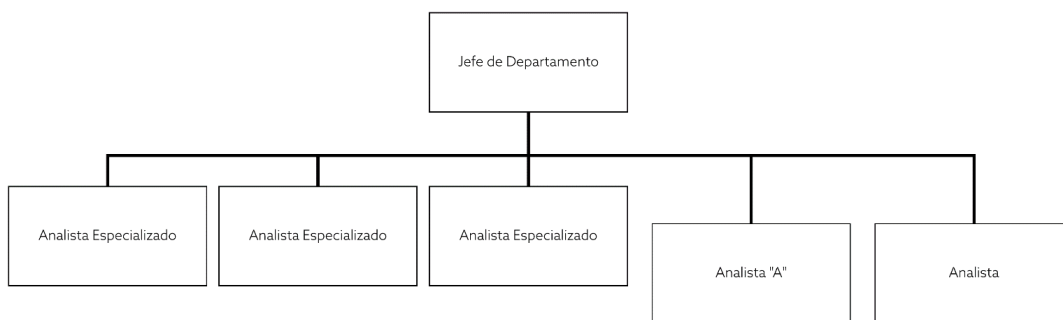 Jefe de Departamento
Analista Especializado
Analista Especializado
Analista Especializado
Analista "A"
Analista